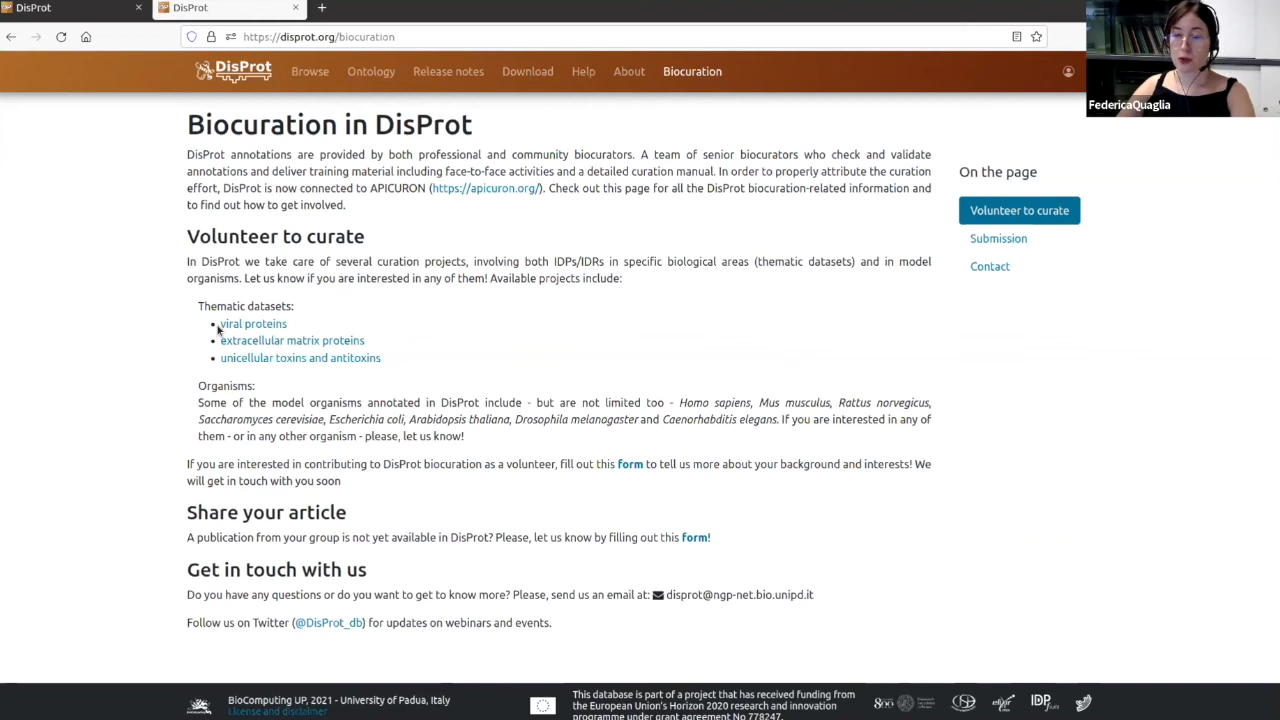 DisProt
DisProt
https://disprot.org/biocuration
DisProt Browse Ontology Release notes Download Help About Biocuration
FedericaQuaglia
Biocuration in DisProt
DisProt annotations are provided by both professional and community biocurators. A team of senior biocurators who check and validate
annotations and deliver training material including face-to-face activities and a detailed curation manual. In order to properly attribute the curation
effort, DisProt is now connected to APICURON (https://apicuron.org/). Check out this page for all the DisProt biocuration-related information and
to find out how to get involved.
On the page
Volunteer to curate
Submission
Contact
Volunteer to curate
In DisProt we take care of several curation projects, involving both IDPs/IDRs in specific biological areas (thematic datasets) and in model
organisms. Let us know if you are interested in any of them! Available projects include:
Thematic datasets:
• viral proteins
• extracellular matrix proteins
• unicellular toxins and antitoxins
Organisms:
Some of the model organisms annotated in DisProt include - but are not limited too - Homo sapiens, Mus musculus, Rattus norvegicus,
Saccharomyces cerevisiae, Escherichia coli, Arabidopsis thaliana, Drosophila melanogaster and Caenorhabditis elegans. If you are interested in any of
them - or in any other organism - please, let us know!
If you are interested in contributing to DisProt biocuration as a volunteer, fill out this form to tell us more about your background and interests! We
will get in touch with you soon
Share your article
A publication from your group is not yet available in DisProt? Please, let us know by filling out this form!
Get in touch with us
Do you have any questions or do you want to get to know more? Please, send us an email at: disprot@ngp-net.bio.unipd.it
Follow us on Twitter (@DisProt_db) for updates on webinars and events.
BioComputing UP, 2021 - University of Padua, Italy
License and disclaimer
This database is part of a project that has received funding from
the European Union's Horizon 2020 research and innovation
programme under grant agreement No 778247.
800
elixir
IDP